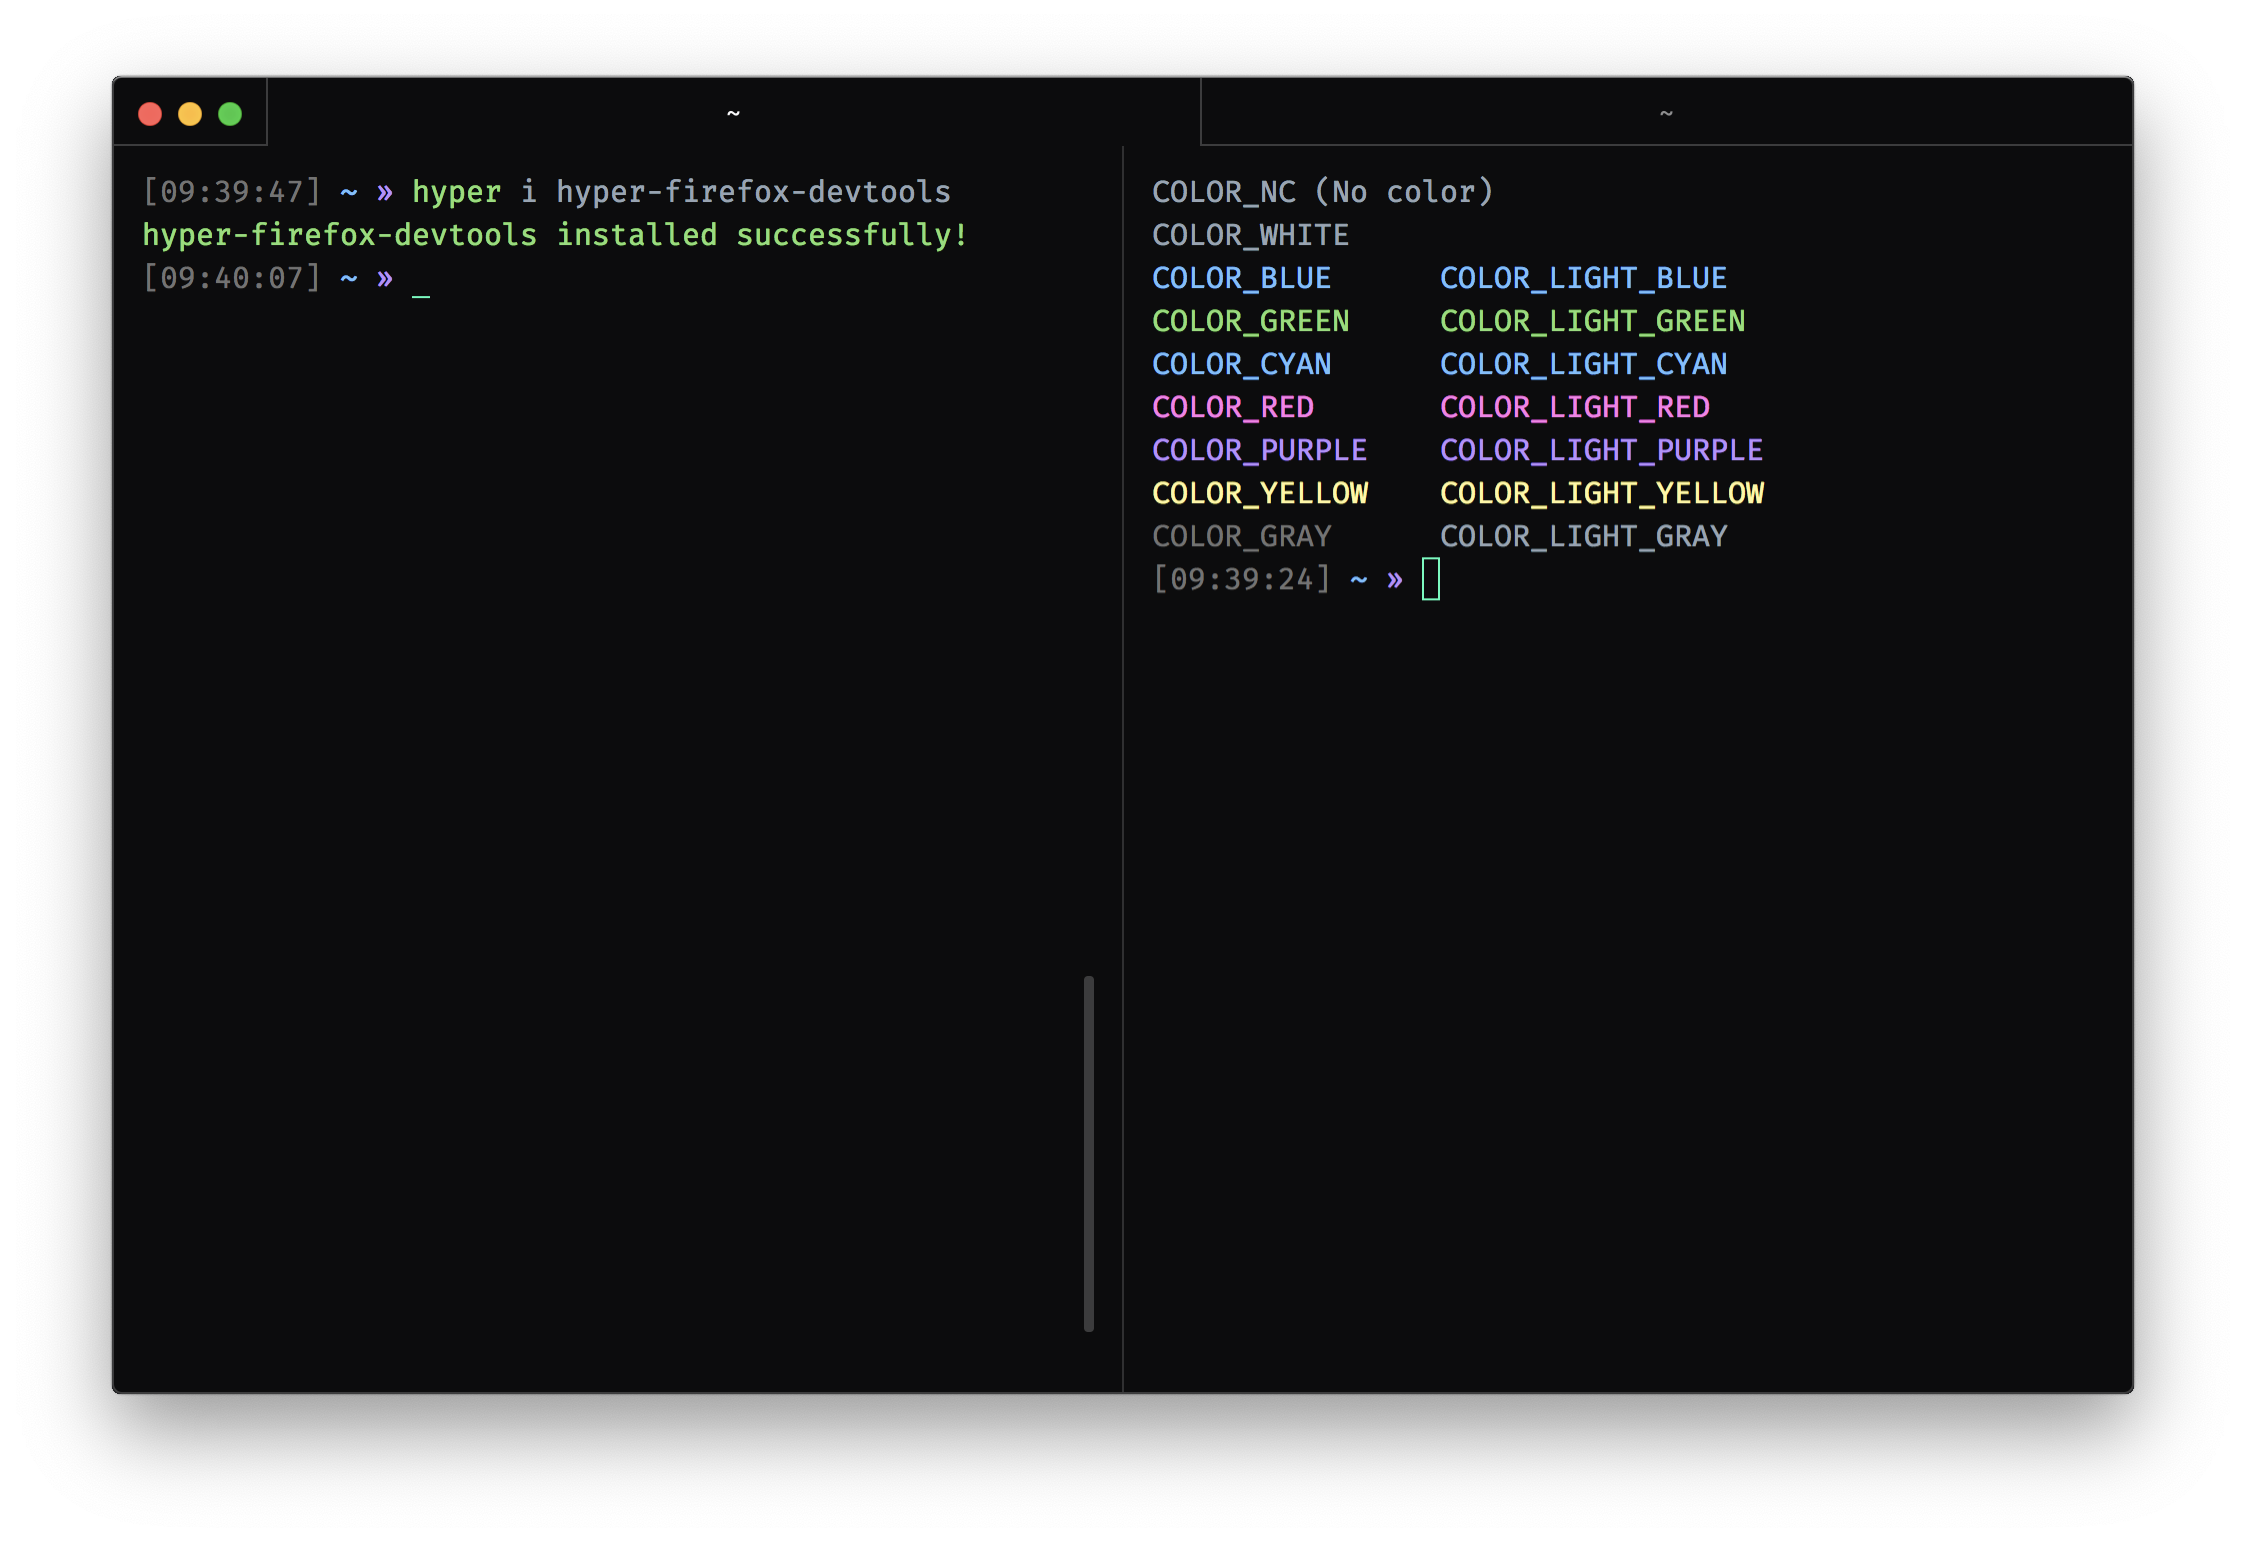 ~
~
[09:39:47] ~ » hyper i hyper-firefox-devtools
hyper-firefox-devtools installed successfully!
[09:40:07] ~ » _
COLOR_NC (No color)
COLOR_WHITE
COLOR_BLUE COLOR_LIGHT_BLUE
COLOR_GREEN COLOR_LIGHT_GREEN
COLOR_CYAN COLOR_LIGHT_CYAN
COLOR_RED COLOR_LIGHT_RED
COLOR_PURPLE COLOR_LIGHT_PURPLE
COLOR_YELLOW COLOR_LIGHT_YELLOW
COLOR_GRAY COLOR_LIGHT_GRAY
[09:39:24] ~ »